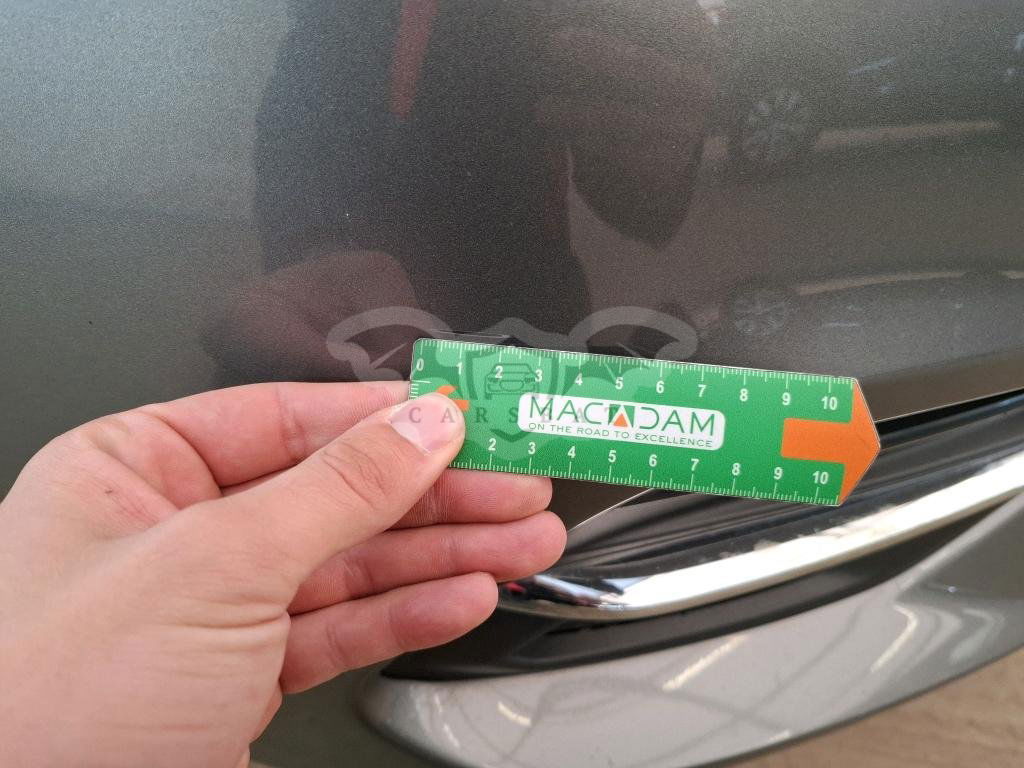 0 1 2 3 4 5 6 7 8 9 10
MACADAM
ON THE ROAD TO EXCELLENCE
2 3 4 5 6 7 8 9 10